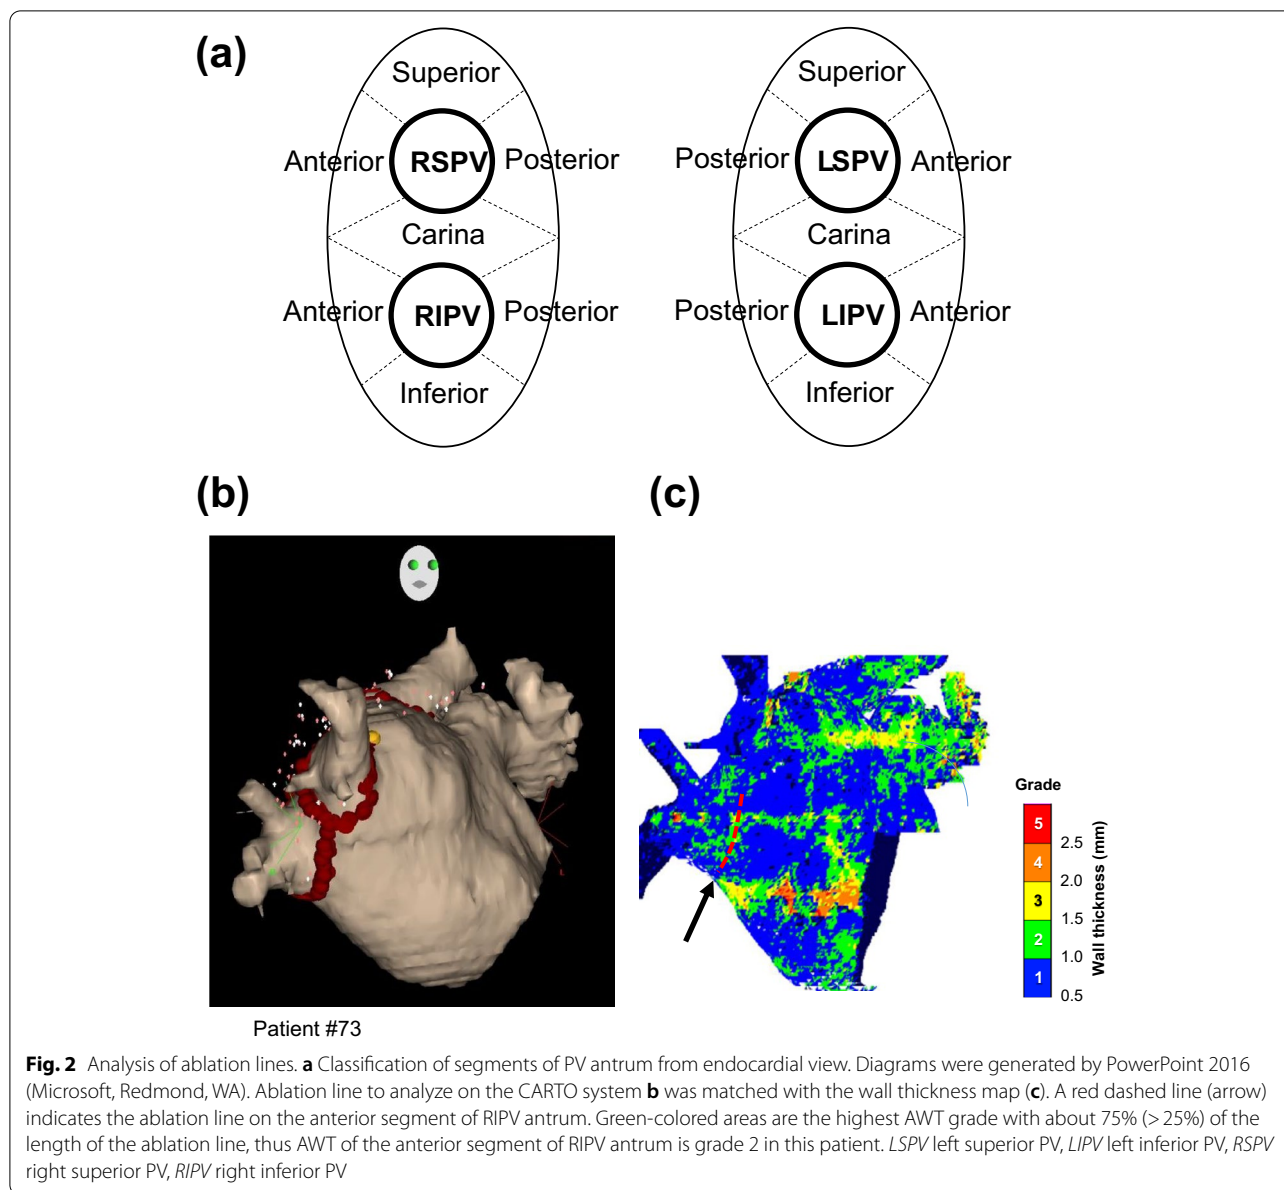 (a)
Superior
Superior
Anterior
RSPV
Posterior
Posterior
LSPV
Anterior
Carina
Carina
Anterior
RIPV
Posterior
Posterior
LIPV
Anterior
Inferior
Inferior
(b)
(c)
Grade
5
2.5
4
2.0
3
1.5
2
1.0
1
0.5
Wall thickness (mm)
Patient #73
Fig. 2 Analysis of ablation lines. a Classification of segments of PV antrum from endocardial view. Diagrams were generated by PowerPoint 2016
(Microsoft, Redmond, WA). Ablation line to analyze on the CARTO system b was matched with the wall thickness map (c). A red dashed line (arrow)
indicates the ablation line on the anterior segment of RIPV antrum. Green-colored areas are the highest AWT grade with about 75% (> 25%) of the
length of the ablation line, thus AWT of the anterior segment of RIPV antrum is grade 2 in this patient. LSPV left superior PV, LIPV left inferior PV, RSPV
right superior PV, RIPV right inferior PV